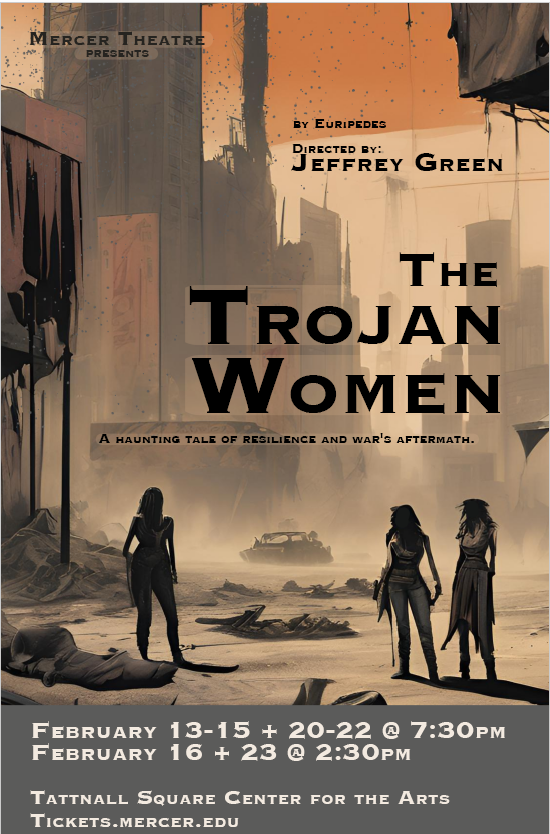 Mercer Theatre
presents
by Euripedes
Directed by:
Jeffrey Green
The
Trojan
Women
A haunting tale of resilience and war's aftermath.
February 13-15 + 20-22 @ 7:30pm
February 16 + 23 @ 2:30pm
Tattnall Square Center for the Arts
Tickets.mercer.edu